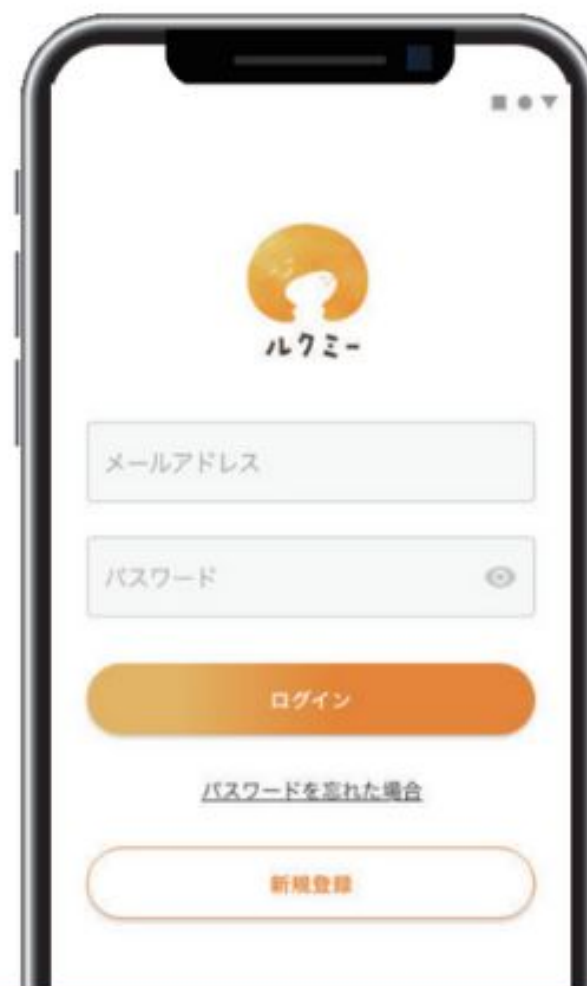 ルクミー
メールアドレス
パスワード
ログイン
パスワードを忘れた場合
新規登録